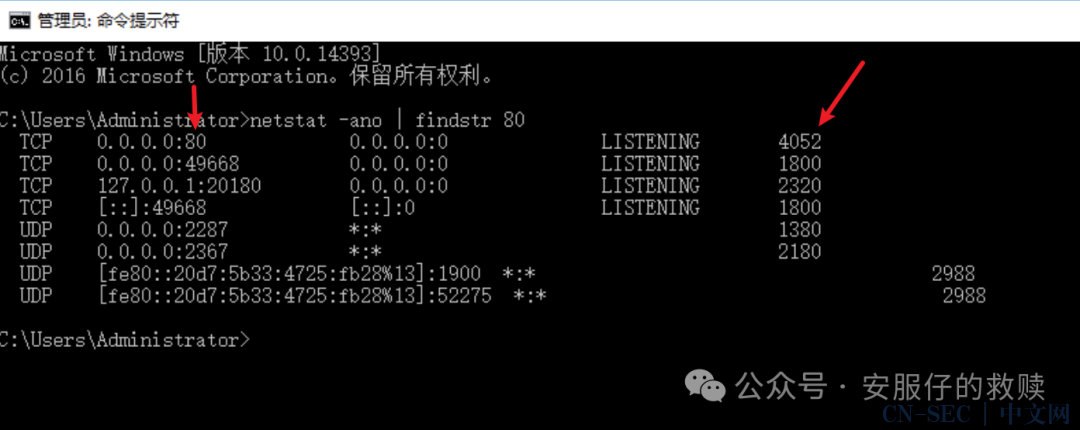 管理员: 命令提示符
Microsoft Windows [版本 10.0.14393]
(c) 2016 Microsoft Corporation。保留所有权利。
C:\Users\Administrator>netstat -ano | findstr 80
TCP 0.0.0.0:80 0.0.0.0:0 LISTENING 4052
TCP 0.0.0.0:49668 0.0.0.0:0 LISTENING 1800
TCP 127.0.0.1:20180 0.0.0.0:0 LISTENING 2320
TCP [::]:49668 [::]:0 LISTENING 1800
UDP 0.0.0.0:2287 *:* 1380
UDP 0.0.0.0:2367 *:* 2180
UDP [fe80::20d7:5b33:4725:fb28%13]:1900 *:* 2988
UDP [fe80::20d7:5b33:4725:fb28%13]:52275 *:* 2988
C:\Users\Administrator>
公众号 · 安服仔的救赎
CN-SEC | 中文网